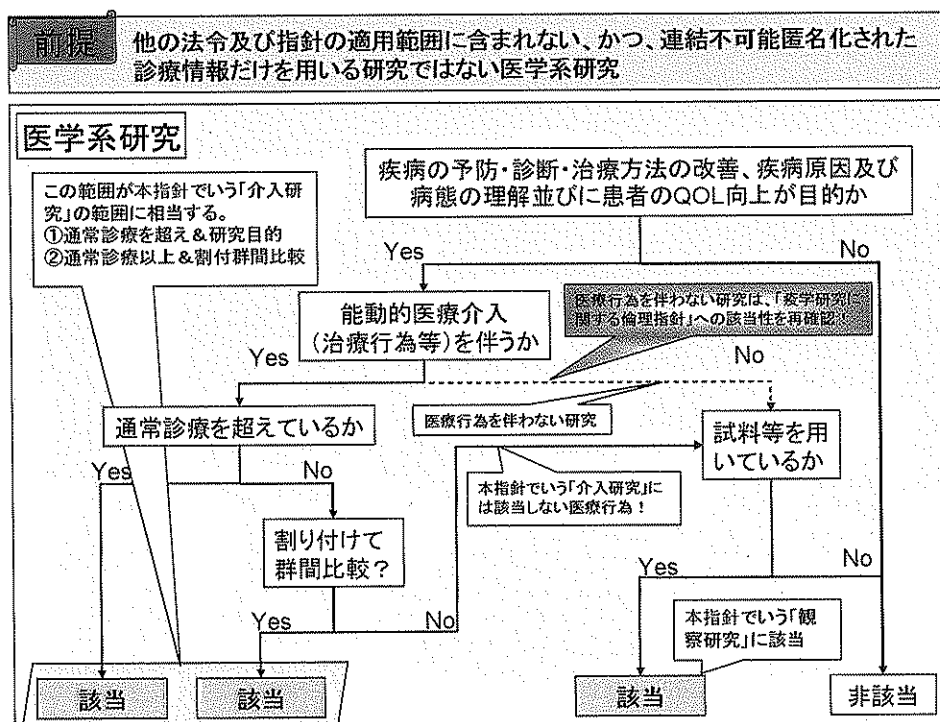 前提
他の法令及び指針の適用範囲に含まれない、かつ、連結不可能匿名化された
診療情報だけを用いる研究ではない医学系研究
医学系研究
この範囲が本指針でいう「介入研
究」の範囲に相当する。
①通常診療を超え&研究目的
②通常診療以上&割付群間比較
疾病の予防・診断・治療方法の改善、疾病原因及び
病態の理解並びに患者のQOL向上が目的か
Yes
No
能動的医療介入
(治療行為等)を伴うか
医療行為を伴わない研究は、「疫学研究に
関する倫理指針」への該当性を再確認!
Yes
No
通常診療を超えているか
医療行為を伴わない研究
試料等を用
いているか
Yes
No
本指針でいう「介入研究」に
は該当しない医療行為!
割り付けて
群間比較?
Yes
No
Yes
No
本指針でいう「観
察研究」に該当
該当
該当
該当
非該当